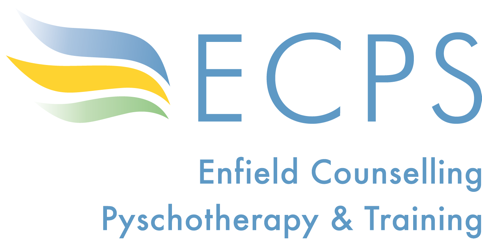 ECPS
Enfield Counselling
Pyschotherapy & Training